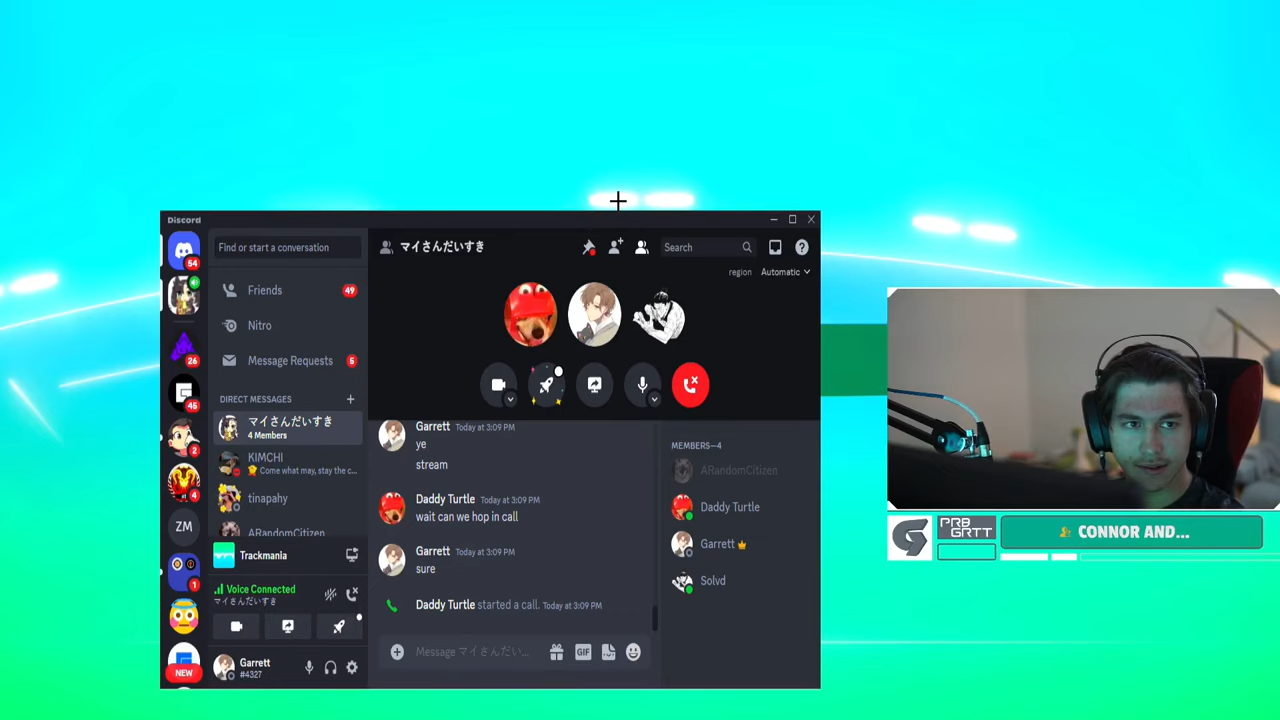 Discord
54
26
45
2
4
ZM
1
NEW
Find or start a conversation
Friends
49
Nitro
Message Requests
5
DIRECT MESSAGES
マイさんだいすき
4 Members
KIMCHI
Come what may, stay the c...
tinapahy
ARandomCitizen
Trackmania
Voice Connected
マイさんだいすき
Garrett
#4327
マイさんだいすき
Search
region
Automatic
Garrett Today at 3:09 PM
ye
stream
Daddy Turtle Today at 3:09 PM
wait can we hop in call
Garrett Today at 3:09 PM
sure
Daddy Turtle started a call. Today at 3:09 PM
Message マイさんだい...
GIF
MEMBERS—4
ARandomCitizen
Daddy Turtle
Garrett
Solvd
PRB
GRTT
CONNOR AND...